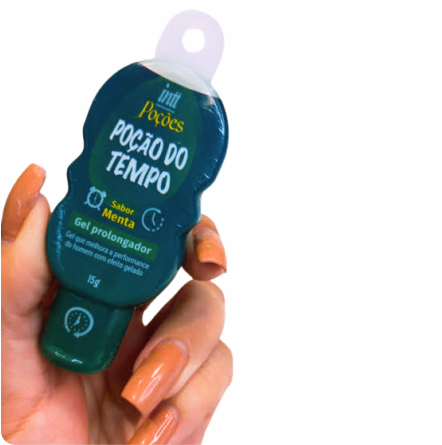 intt
Poções
POÇÃO DO
TEMPO
Sabor
Menta
Gel prolongador
Gel que melhora a performance
do homem com efeito gelado
15g